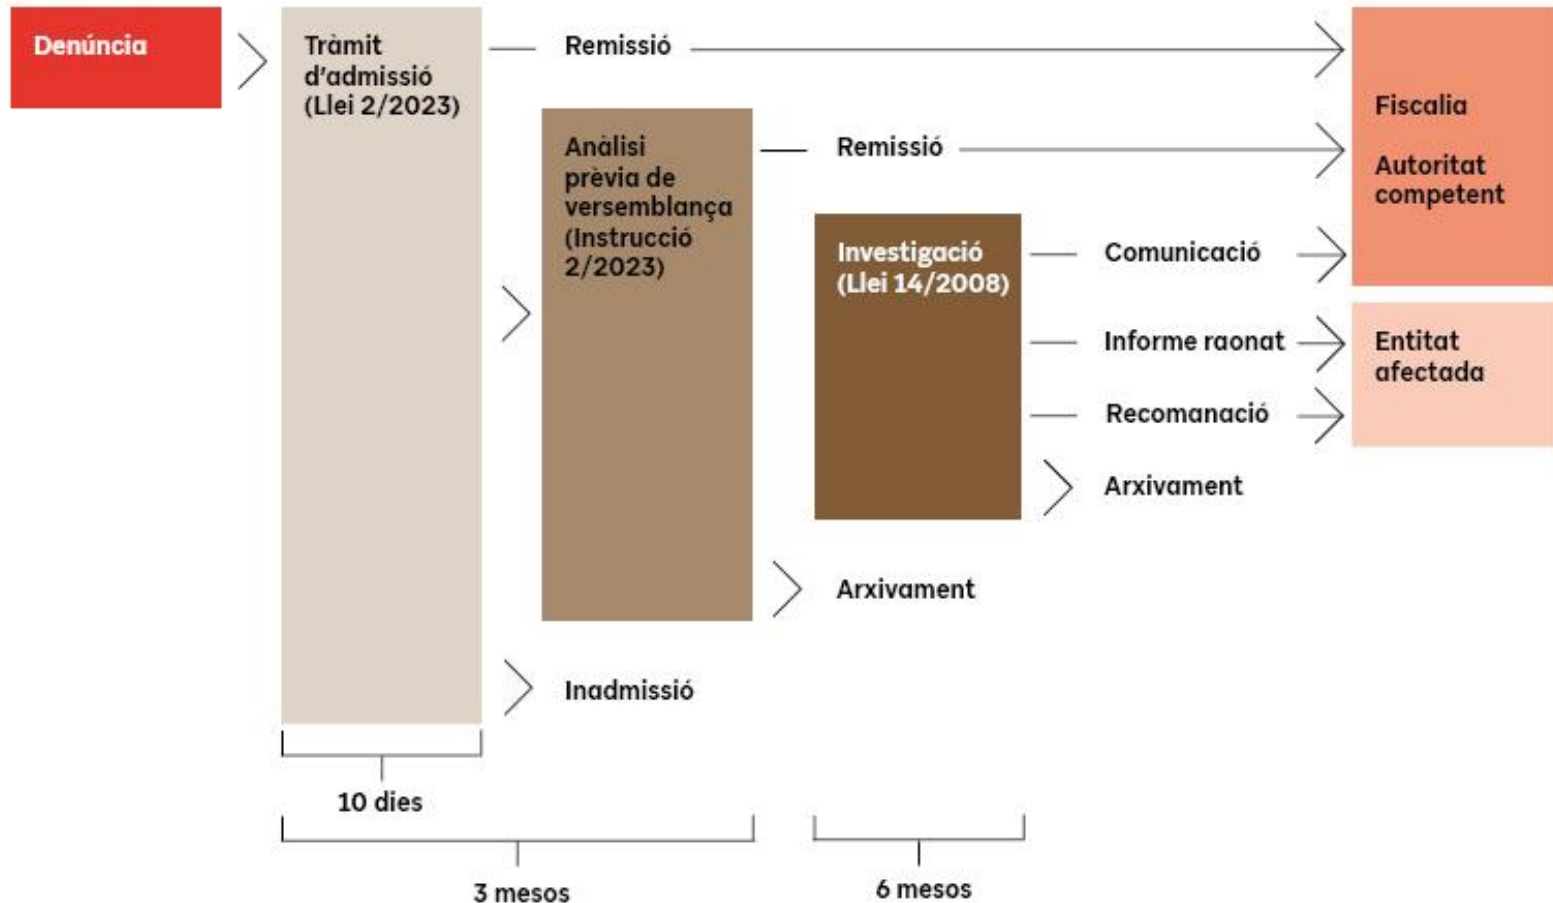 Denúncia
Tràmit
d'admissió
(Llei 2/2023)
Remissió
Fiscalia
Autoritat
competent
Anàlisi
prèvia de
versemblança
(Instrucció
2/2023)
Remissió
Investigació
(Llei 14/2008)
Comunicació
Informe raonat
Entitat
afectada
Recomanació
Arxivament
Arxivament
Inadmissió
10 dies
3 mesos
6 mesos